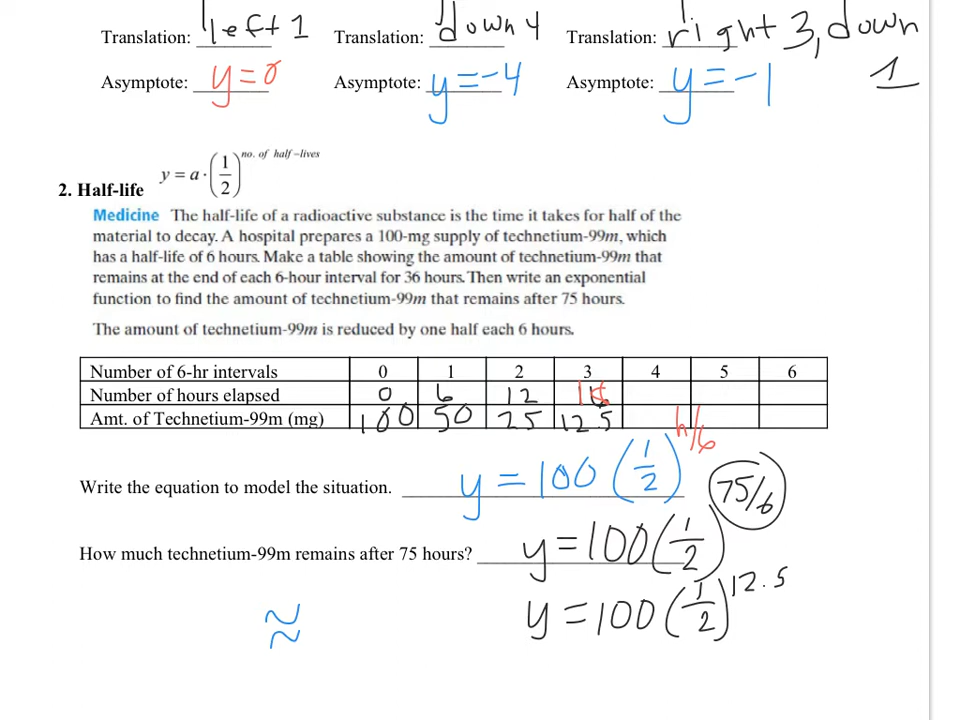 Translation: left 1 Translation: down 4 Translation: right 3, down 1
Asymptote: y=0 Asymptote: y=-4 Asymptote: y=-1
2. Half-life y = a · (1/2)^no. of half-lives
Medicine The half-life of a radioactive substance is the time it takes for half of the
material to decay. A hospital prepares a 100-mg supply of technetium-99m, which
has a half-life of 6 hours. Make a table showing the amount of technetium-99m that
remains at the end of each 6-hour interval for 36 hours. Then write an exponential
function to find the amount of technetium-99m that remains after 75 hours.
The amount of technetium-99m is reduced by one half each 6 hours.
Number of 6-hr intervals 0 1 2 3 4 5 6
Number of hours elapsed 0 6 12
Amt. of Technetium-99m (mg) 100 50 25 12.5
Write the equation to model the situation. y = 100 (1/2)^h/6
How much technetium-99m remains after 75 hours? y = 100 (1/2)^75/6
y = 100 (1/2)^12.5
≈